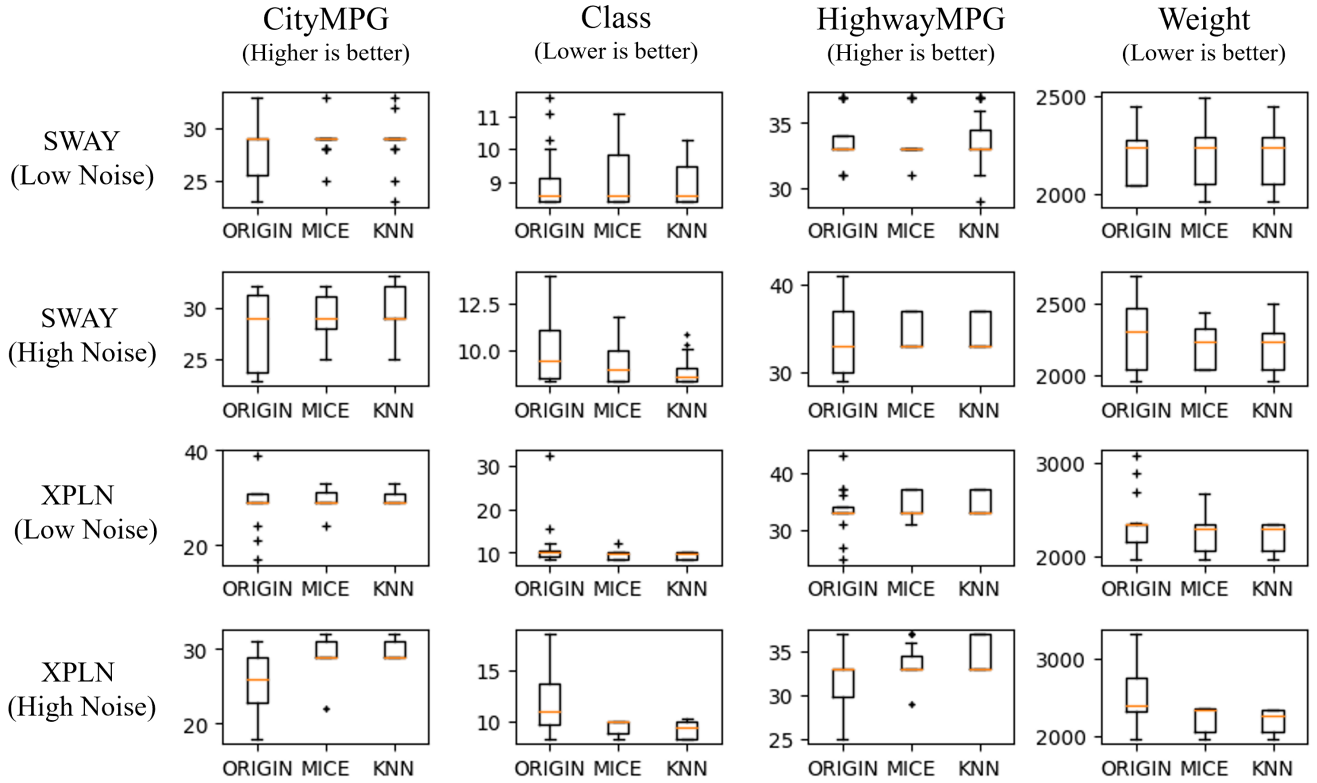 CityMPG Class HighwayMPG Weight
(Higher is better) (Lower is better) (Higher is better) (Lower is better)
SWAY
(Low Noise)
30
25
ORIGIN MICE KNN
11
10
9
ORIGIN MICE KNN
35
30
ORIGIN MICE KNN
2500
2000
ORIGIN MICE KNN
SWAY
(High Noise)
30
25
ORIGIN MICE KNN
12.5
10.0
ORIGIN MICE KNN
40
30
ORIGIN MICE KNN
2500
2000
ORIGIN MICE KNN
XPLN
(Low Noise)
40
20
ORIGIN MICE KNN
30
20
10
ORIGIN MICE KNN
40
30
ORIGIN MICE KNN
3000
2000
ORIGIN MICE KNN
XPLN
(High Noise)
30
20
ORIGIN MICE KNN
15
10
ORIGIN MICE KNN
35
30
25
ORIGIN MICE KNN
3000
2000
ORIGIN MICE KNN